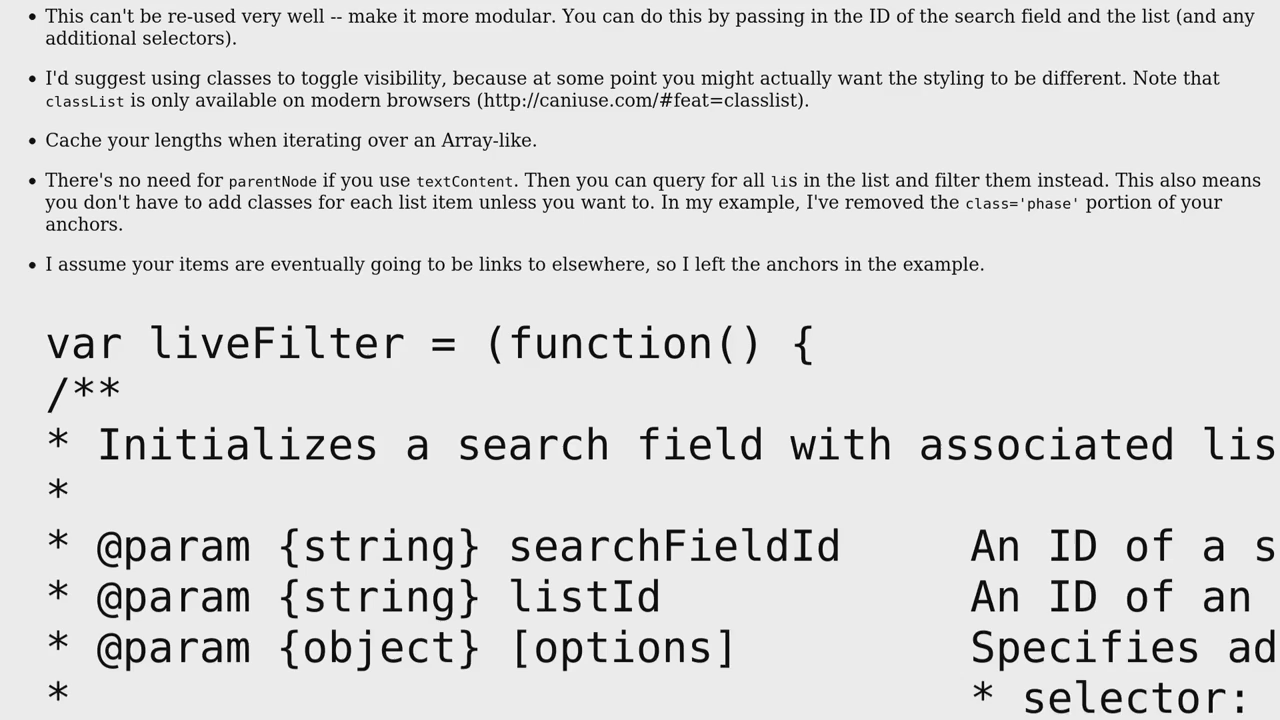 • This can't be re-used very well -- make it more modular. You can do this by passing in the ID of the search field and the list (and any
additional selectors).
• I'd suggest using classes to toggle visibility, because at some point you might actually want the styling to be different. Note that
classList is only available on modern browsers (http://caniuse.com/#feat=classlist).
• Cache your lengths when iterating over an Array-like.
• There's no need for parentNode if you use textContent. Then you can query for all lis in the list and filter them instead. This also means
you don't have to add classes for each list item unless you want to. In my example, I've removed the class='phase' portion of your
anchors.
• I assume your items are eventually going to be links to elsewhere, so I left the anchors in the example.
var liveFilter = (function() {
/**
* Initializes a search field with associated lis
*
* @param {string} searchFieldId     An ID of a s
* @param {string} listId            An ID of an
* @param {object} [options]         Specifies ad
*                                   * selector: